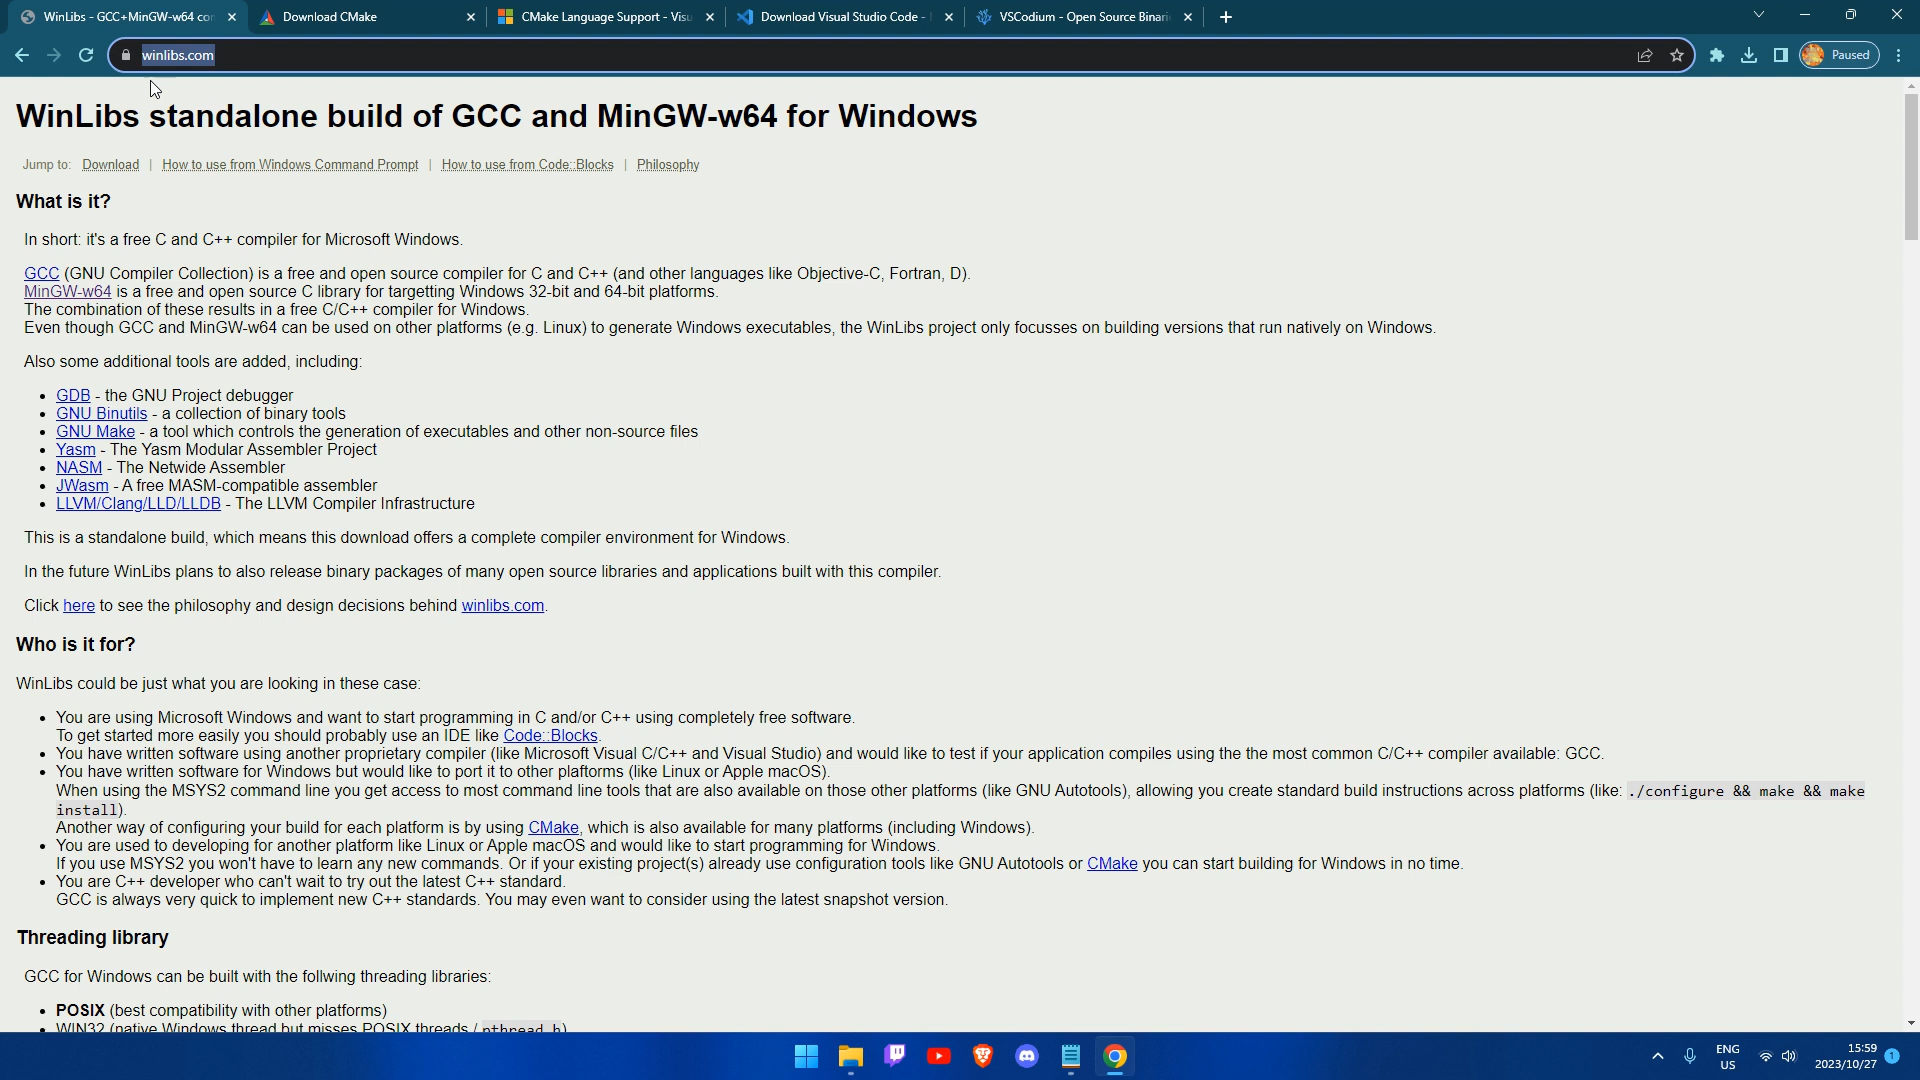 WinLibs - GCC+MinGW-w64 co
Download CMake
CMake Language Support - Visu
Download Visual Studio Code -
VSCodium - Open Source Binari
winlibs.com
Paused
WinLibs standalone build of GCC and MinGW-w64 for Windows
Jump to: Download | How to use from Windows Command Prompt | How to use from Code::Blocks | Philosophy
What is it?
In short: it's a free C and C++ compiler for Microsoft Windows.
GCC (GNU Compiler Collection) is a free and open source compiler for C and C++ (and other languages like Objective-C, Fortran, D).
MinGW-w64 is a free and open source C library for targetting Windows 32-bit and 64-bit platforms.
The combination of these results in a free C/C++ compiler for Windows.
Even though GCC and MinGW-w64 can be used on other platforms (e.g. Linux) to generate Windows executables, the WinLibs project only focusses on building versions that run natively on Windows.
Also some additional tools are added, including:
• GDB - the GNU Project debugger
• GNU Binutils - a collection of binary tools
• GNU Make - a tool which controls the generation of executables and other non-source files
• Yasm - The Yasm Modular Assembler Project
• NASM - The Netwide Assembler
• JWasm - A free MASM-compatible assembler
• LLVM/Clang/LLD/LLDB - The LLVM Compiler Infrastructure
This is a standalone build, which means this download offers a complete compiler environment for Windows.
In the future WinLibs plans to also release binary packages of many open source libraries and applications built with this compiler.
Click here to see the philosophy and design decisions behind winlibs.com.
Who is it for?
WinLibs could be just what you are looking in these case:
• You are using Microsoft Windows and want to start programming in C and/or C++ using completely free software.
To get started more easily you should probably use an IDE like Code::Blocks.
• You have written software using another proprietary compiler (like Microsoft Visual C/C++ and Visual Studio) and would like to test if your application compiles using the the most common C/C++ compiler available: GCC.
• You have written software for Windows but would like to port it to other plaftorms (like Linux or Apple macOS).
When using the MSYS2 command line you get access to most command line tools that are also available on those other platforms (like GNU Autotools), allowing you create standard build instructions across platforms (like: ./configure && make && make
install).
Another way of configuring your build for each platform is by using CMake, which is also available for many platforms (including Windows).
• You are used to developing for another platform like Linux or Apple macOS and would like to start programming for Windows.
If you use MSYS2 you won't have to learn any new commands. Or if your existing project(s) already use configuration tools like GNU Autotools or CMake you can start building for Windows in no time.
• You are C++ developer who can't wait to try out the latest C++ standard.
GCC is always very quick to implement new C++ standards. You may even want to consider using the latest snapshot version.
Threading library
GCC for Windows can be built with the follwing threading libraries:
• POSIX (best compatibility with other platforms)
• WIN32 (native Windows thread but misses POSIX threads / pthread.h)
ENG
US
15:59
2023/10/27
1